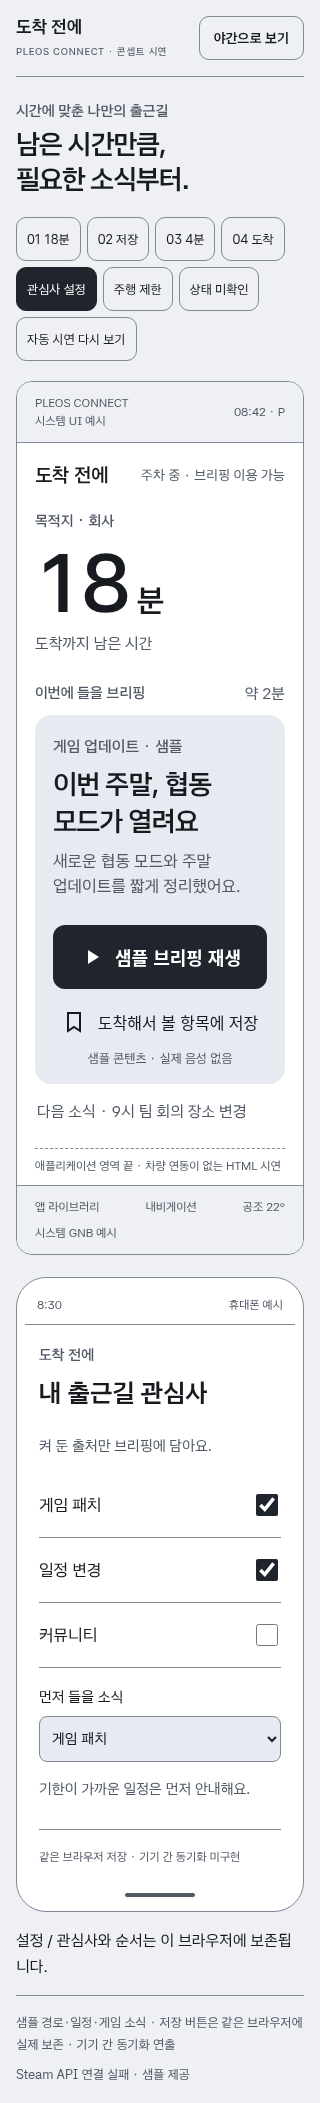 도착 전에
PLEOS CONNECT · 콘셉트 시연
야간으로 보기
시간에 맞춘 나만의 출근길
남은 시간만큼,
필요한 소식부터.
01 18분
02 저장
03 4분
04 도착
관심사 설정
주행 제한
상태 미확인
자동 시연 다시 보기
PLEOS CONNECT
시스템 UI 예시
08:42 · P
도착 전에
주차 중 · 브리핑 이용 가능
목적지 · 회사
18분
도착까지 남은 시간
이번에 들을 브리핑
약 2분
게임 업데이트 · 샘플
이번 주말, 협동
모드가 열려요
새로운 협동 모드와 주말
업데이트를 짧게 정리했어요.
샘플 브리핑 재생
도착해서 볼 항목에 저장
샘플 콘텐츠 · 실제 음성 없음
다음 소식 · 9시 팀 회의 장소 변경
애플리케이션 영역 끝 · 차량 연동이 없는 HTML 시연
앱 라이브러리
내비게이션
공조 22°
시스템 GNB 예시
8:30
휴대폰 예시
도착 전에
내 출근길 관심사
켜 둔 출처만 브리핑에 담아요.
게임 패치
일정 변경
커뮤니티
먼저 들을 소식
게임 패치
기한이 가까운 일정은 먼저 안내해요.
같은 브라우저 저장 · 기기 간 동기화 미구현
설정 / 관심사와 순서는 이 브라우저에 보존됩
니다.
샘플 경로·일정·게임 소식 · 저장 버튼은 같은 브라우저에
실제 보존 · 기기 간 동기화 연출
Steam API 연결 실패 · 샘플 제공